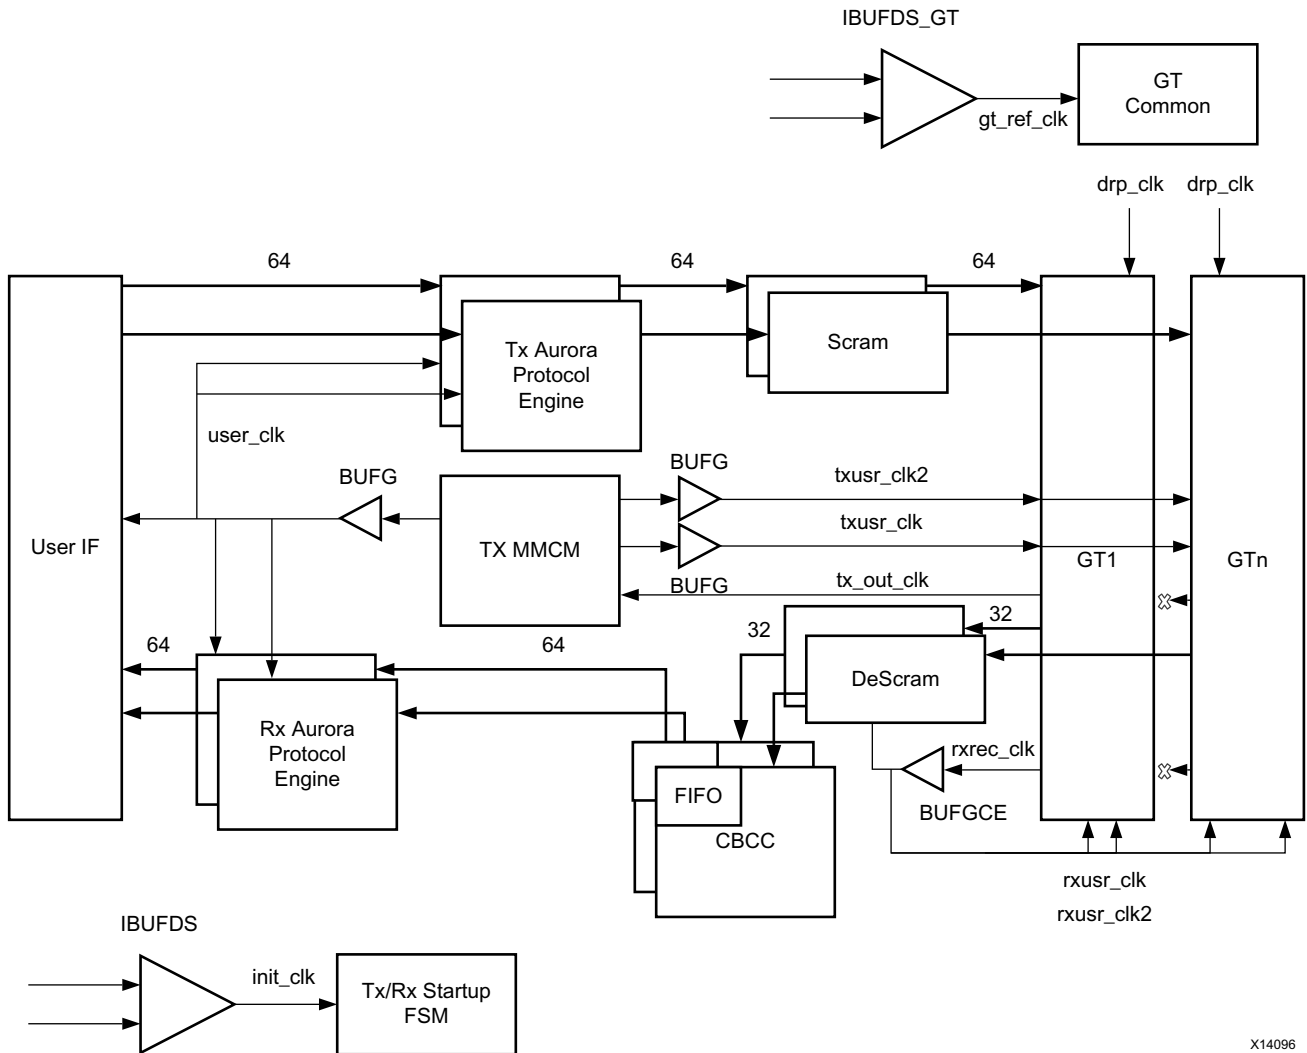 IBUFDS_GT
GT
Common
gt_ref_clk
drp_clk
drp_clk
64
64
64
Tx Aurora
Protocol
Engine
Scram
user_clk
BUFG
BUFG
txusr_clk2
User IF
TX MMCM
txusr_clk
GT1
GTn
BUFG
tx_out_clk
64
64
32
32
DeScram
Rx Aurora
Protocol
Engine
rxrec_clk
FIFO
BUFGCE
CBCC
rxusr_clk
rxusr_clk2
IBUFDS
init_clk
Tx/Rx Startup
FSM
X14096